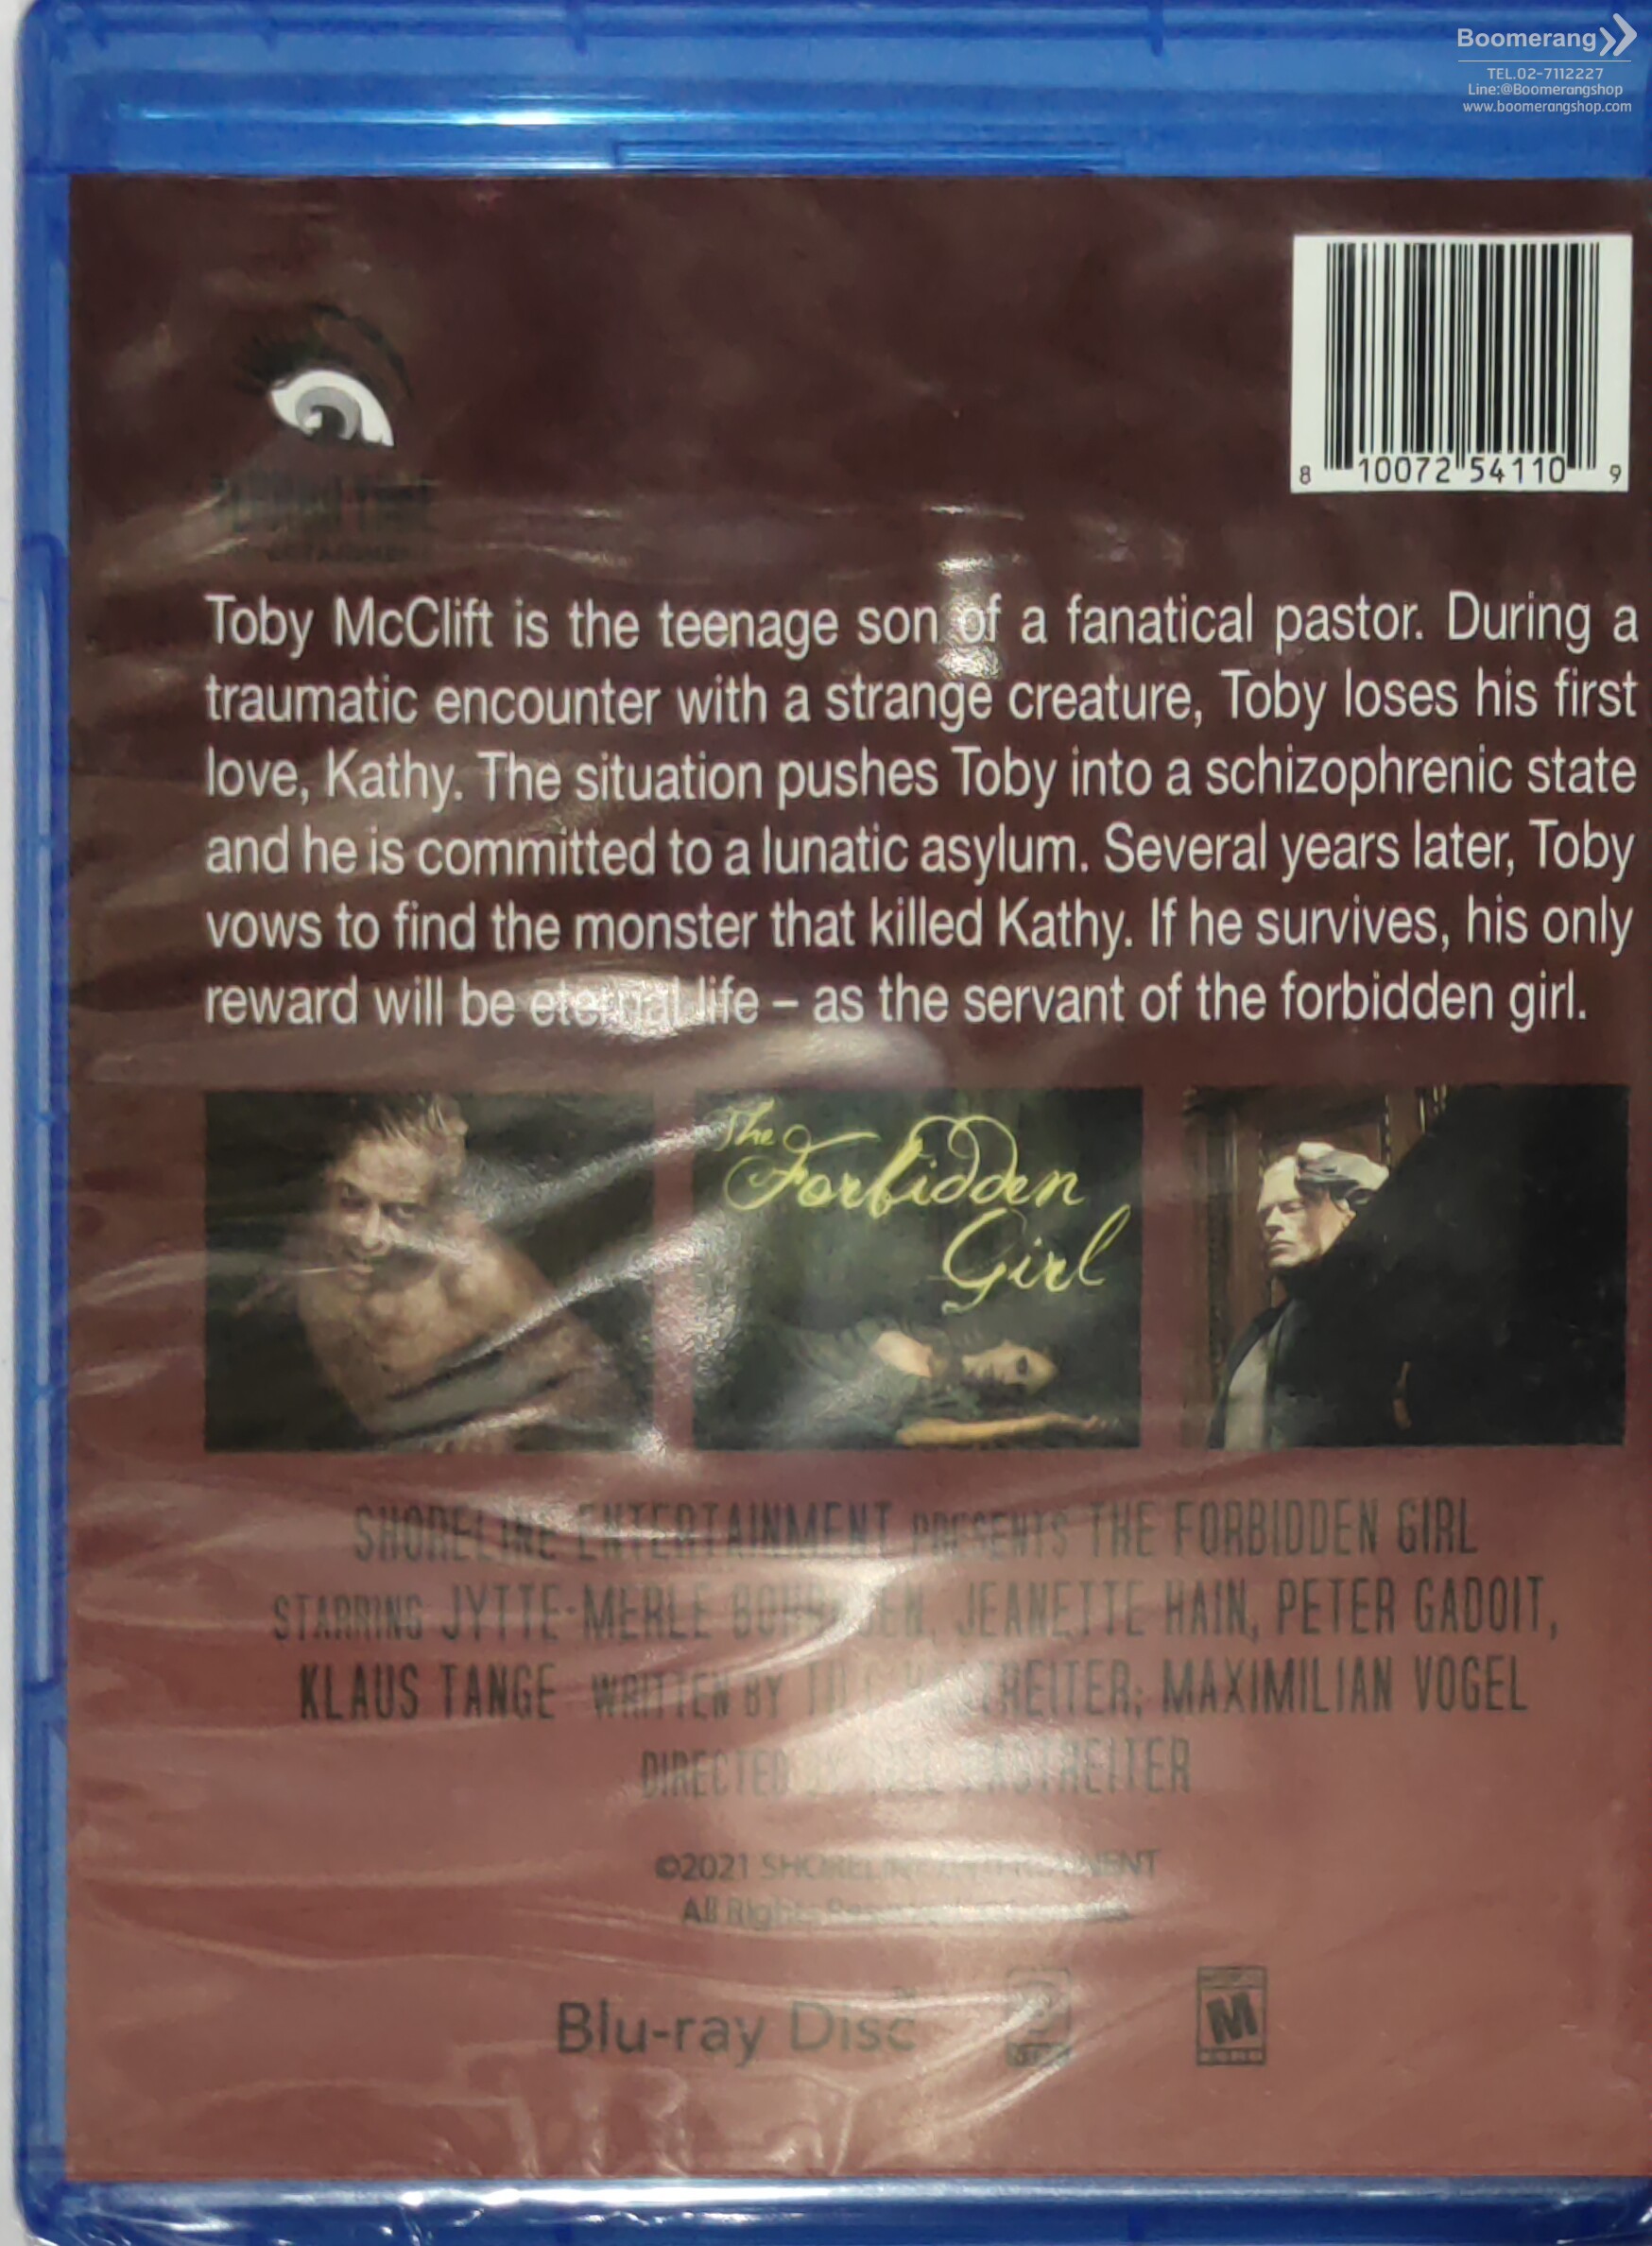 Boomerang
TEL.02-7112227
Line:@Boomerangshop
www.boomerangshop.com
8 10072 54110 9
Toby McClift is the teenage son of a fanatical pastor. During a
traumatic encounter with a strange creature, Toby loses his first
love, Kathy. The situation pushes Toby into a schizophrenic state
and he is committed to a lunatic asylum. Several years later, Toby
vows to find the monster that killed Kathy. If he survives, his only
reward will be eternal life – as the servant of the forbidden girl.
The
Forbidden
Girl
SHORELINE ENTERTAINMENT PRESENTS THE FORBIDDEN GIRL
STARRING JYTTE-MERLE JEANETTE HAIN, PETER GADOIT,
KLAUS TANGE WRITTEN BY MAXIMILIAN VOGEL
DIRECTED
©2021 SHORELINE ENTERTAINMENT
All Rights
Blu-ray Disc
M